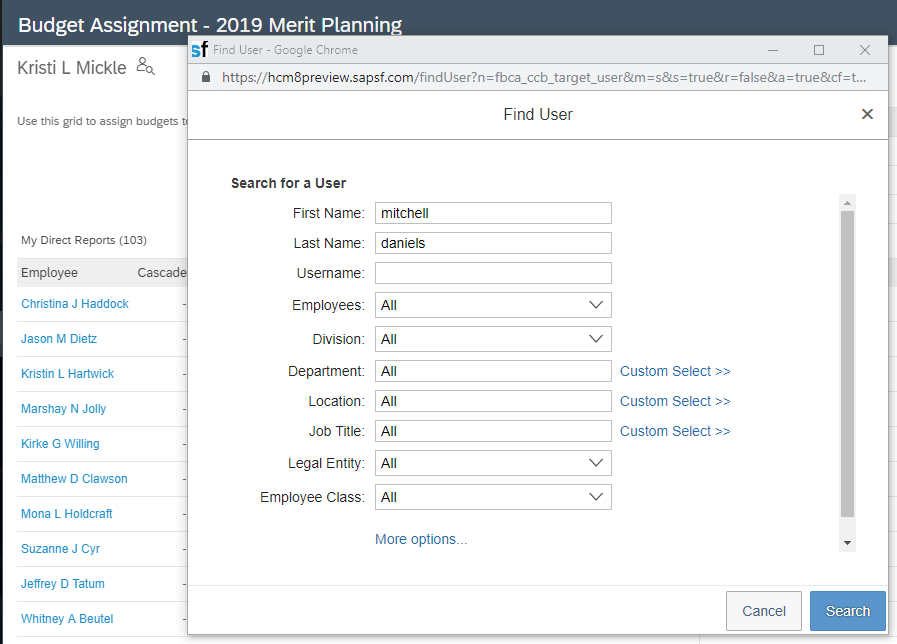 Budget Assignment - 2019 Merit Planning
Kristi L Mickle
Use this grid to assign budgets to
My Direct Reports (103)
Employee Cascade
Christina J Haddock -
Jason M Dietz -
Kristin L Hartwick -
Marshay N Jolly -
Kirke G Willing -
Matthew D Clawson -
Mona L Holdcraft -
Suzanne J Cyr -
Jeffrey D Tatum -
Whitney A Beutel -
sf Find User - Google Chrome
https://hcm8preview.sapsf.com/findUser?n=fbca_ccb_target_user&m=s&s=true&r=false&a=true&cf=t...
Find User
Search for a User
First Name: mitchell
Last Name: daniels
Username:
Employees: All
Division: All
Department: All Custom Select >>
Location: All Custom Select >>
Job Title: All Custom Select >>
Legal Entity: All
Employee Class: All
More options...
Cancel Search